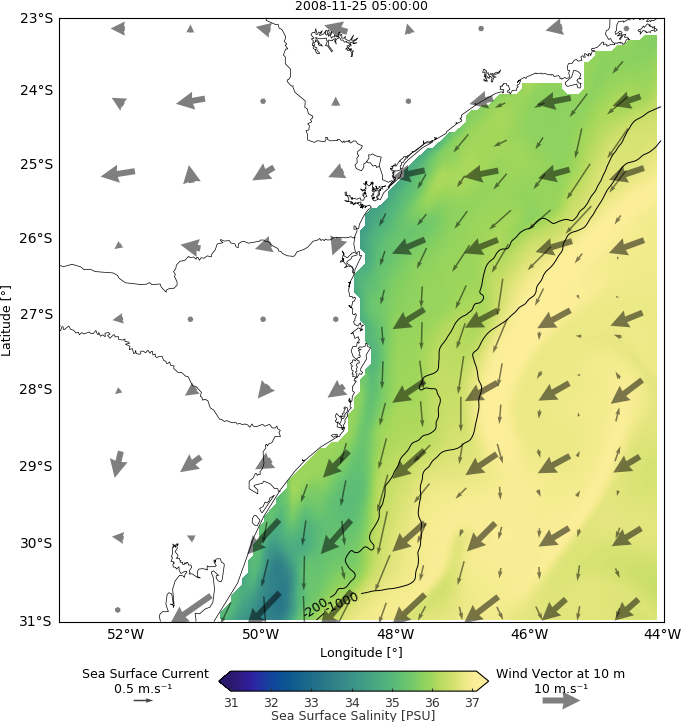 2008-11-25 05:00:00
23°S
24°S
25°S
26°S
27°S
28°S
29°S
30°S
31°S
Latitude [°]
-200
-1000
52°W 50°W 48°W 46°W 44°W
Longitude [°]
Sea Surface Current
0.5 m.s⁻¹
31 32 33 34 35 36 37
Sea Surface Salinity [PSU]
Wind Vector at 10 m
10 m.s⁻¹